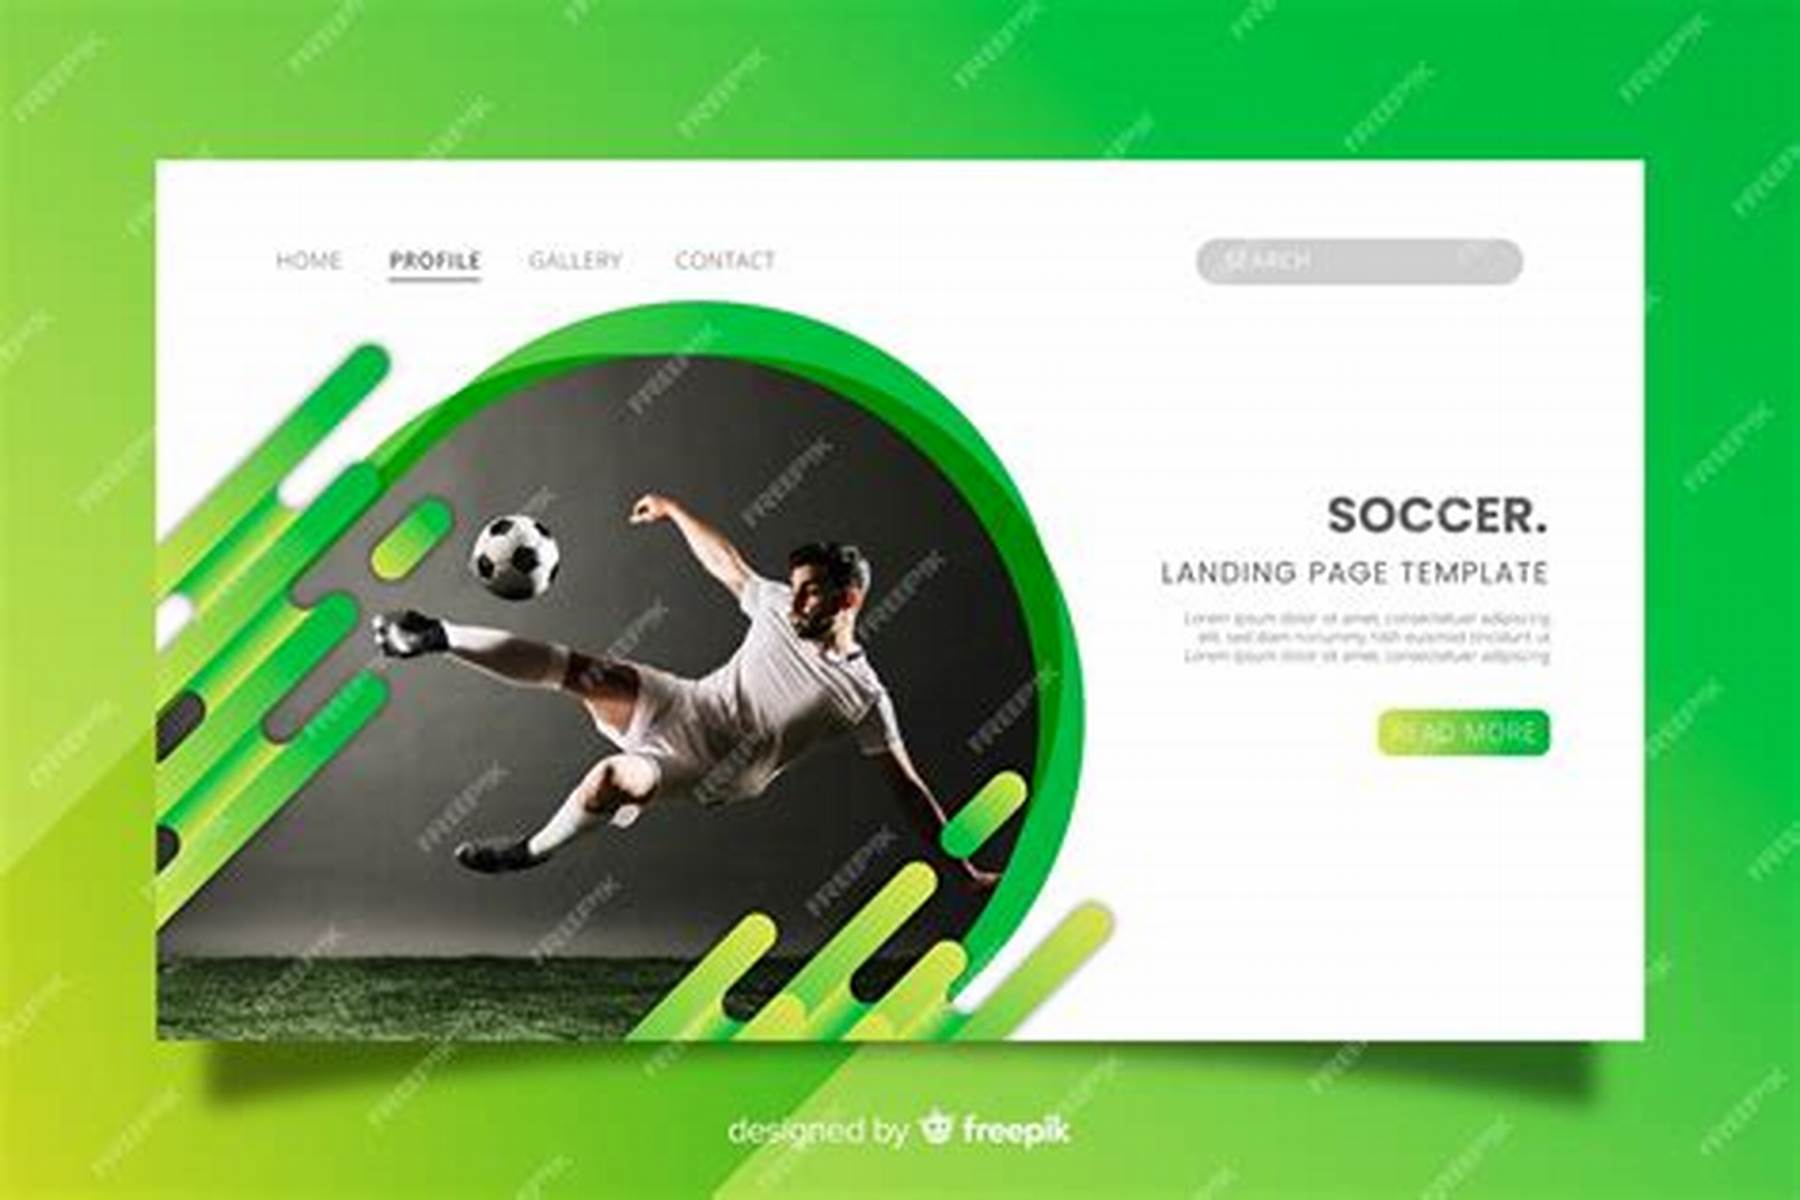 HOME PROFILE GALLERY CONTACT
SEARCH
SOCCER.
LANDING PAGE TEMPLATE
Lorem ipsum dolor sit amet, consectetuer adipiscing
elit, sed diam nonummy nibh euismod tincidunt ut
Lorem ipsum dolor sit amet, consectetuer adipiscing
READ MORE
designed by freepik